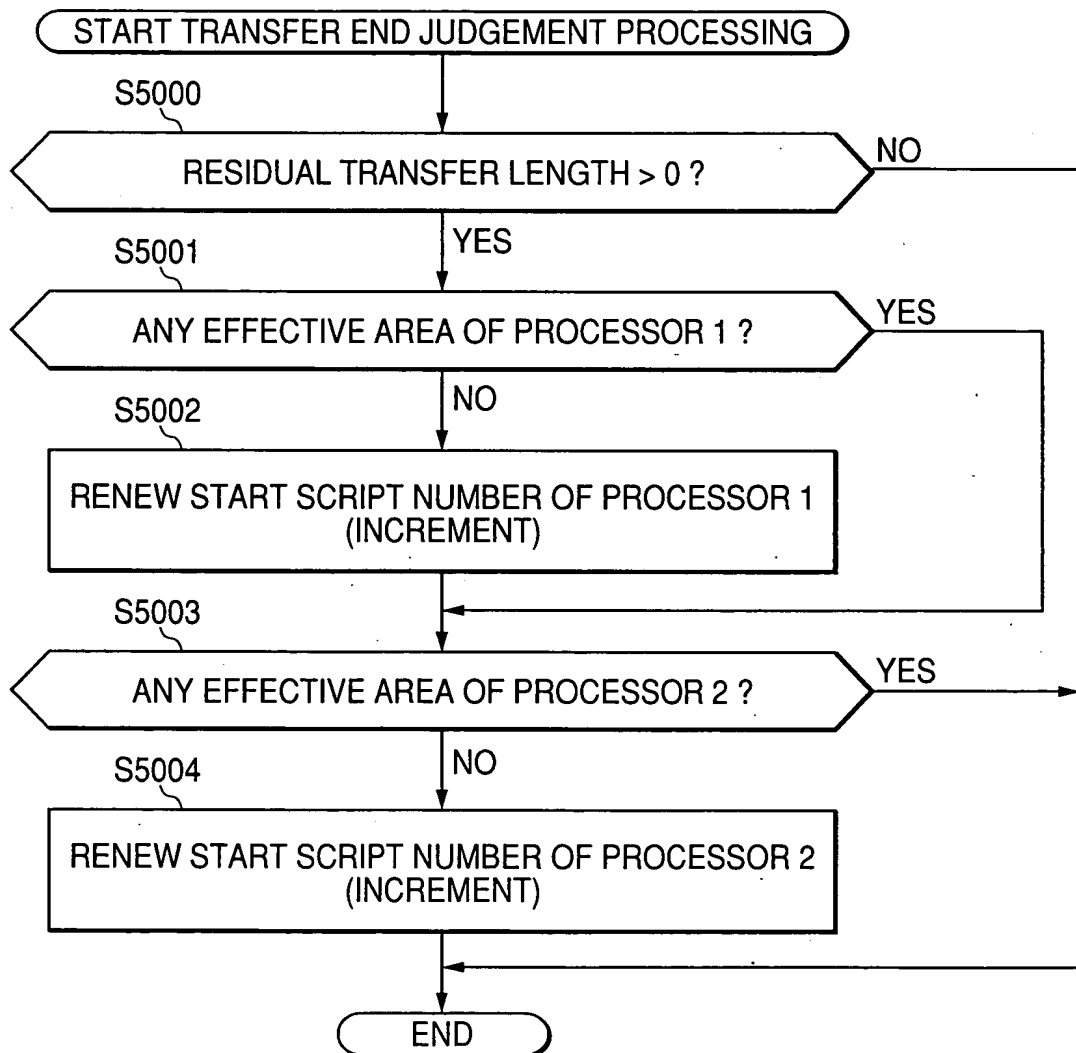 START TRANSFER END JUDGEMENT PROCESSING
S5000
RESIDUAL TRANSFER LENGTH > 0 ?
NO
YES
S5001
ANY EFFECTIVE AREA OF PROCESSOR 1 ?
YES
NO
S5002
RENEW START SCRIPT NUMBER OF PROCESSOR 1
(INCREMENT)
S5003
ANY EFFECTIVE AREA OF PROCESSOR 2 ?
YES
NO
S5004
RENEW START SCRIPT NUMBER OF PROCESSOR 2
(INCREMENT)
END